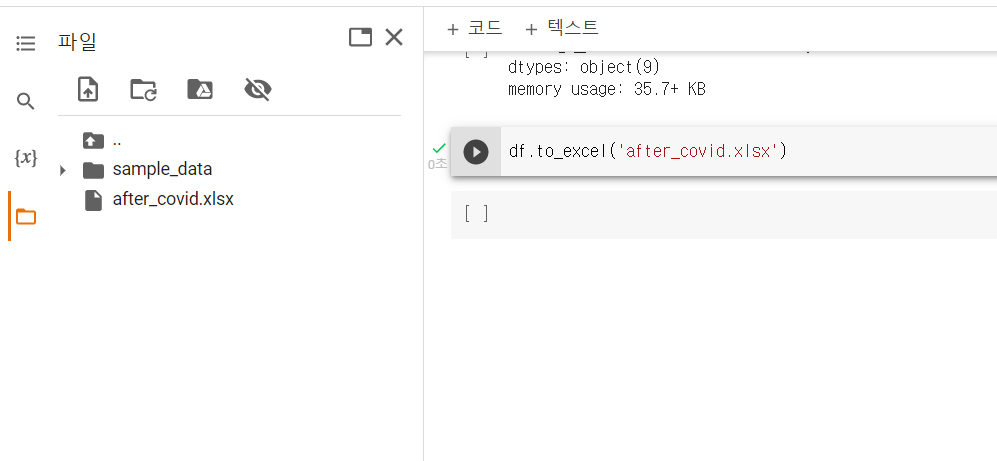 파일
{x}
..
sample_data
after_covid.xlsx
+ 코드 + 텍스트
[ ]
dtypes: object(9)
memory usage: 35.7+ KB
0초
df.to_excel('after_covid.xlsx')
[ ]